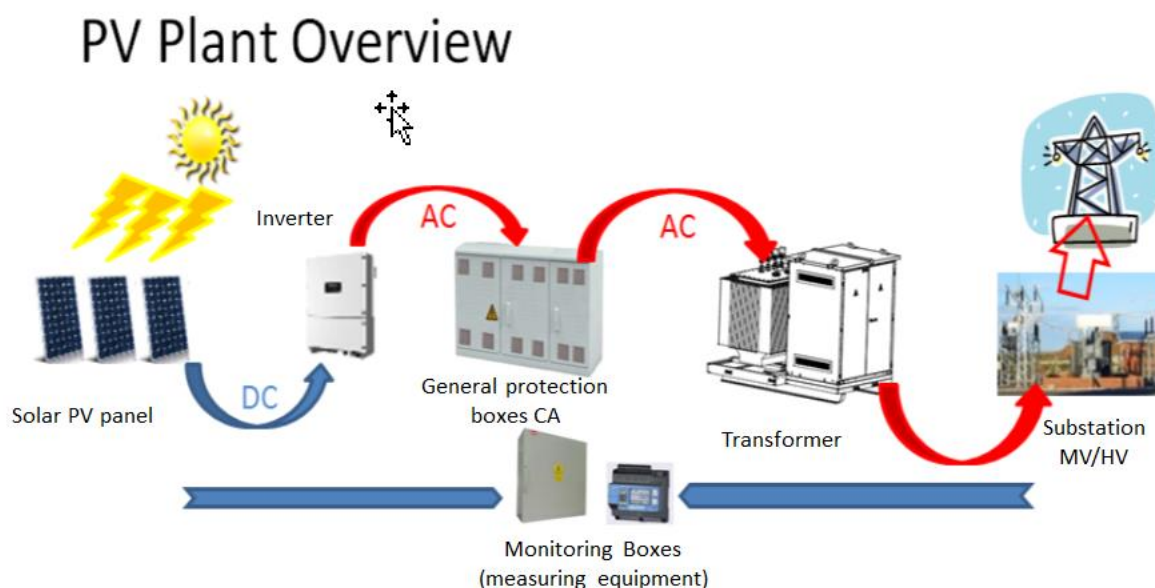 PV Plant Overview
Inverter
AC
AC
Solar PV panel
DC
General protection
boxes CA
Transformer
Substation
MV/HV
Monitoring Boxes
(measuring equipment)